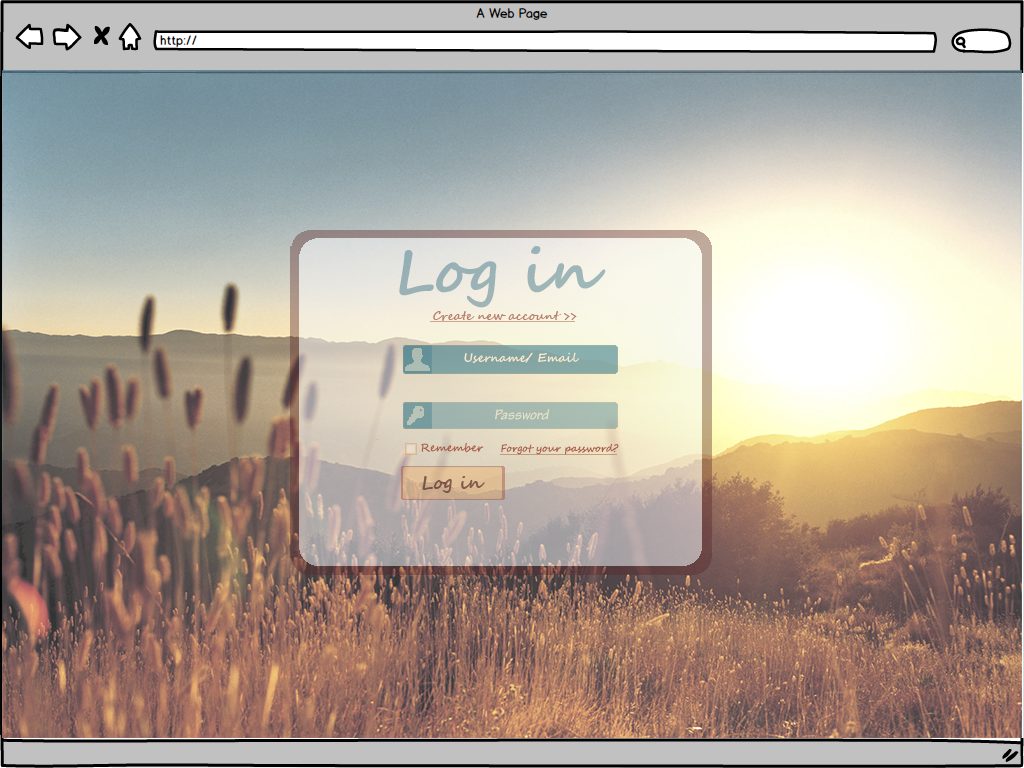 A Web Page
http://
Log in
Create new account >>
Username/ Email
Password
Remember Forgot your password?
Log in